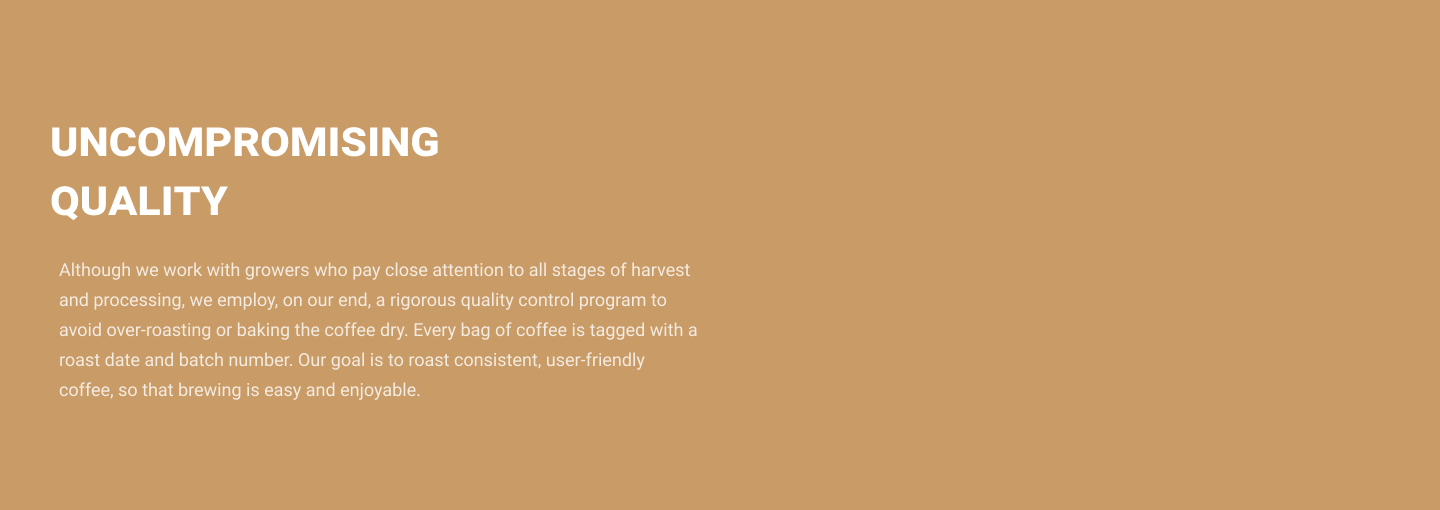 UNCOMPROMISING
QUALITY
Although we work with growers who pay close attention to all stages of harvest
and processing, we employ, on our end, a rigorous quality control program to
avoid over-roasting or baking the coffee dry. Every bag of coffee is tagged with a
roast date and batch number. Our goal is to roast consistent, user-friendly
coffee, so that brewing is easy and enjoyable.